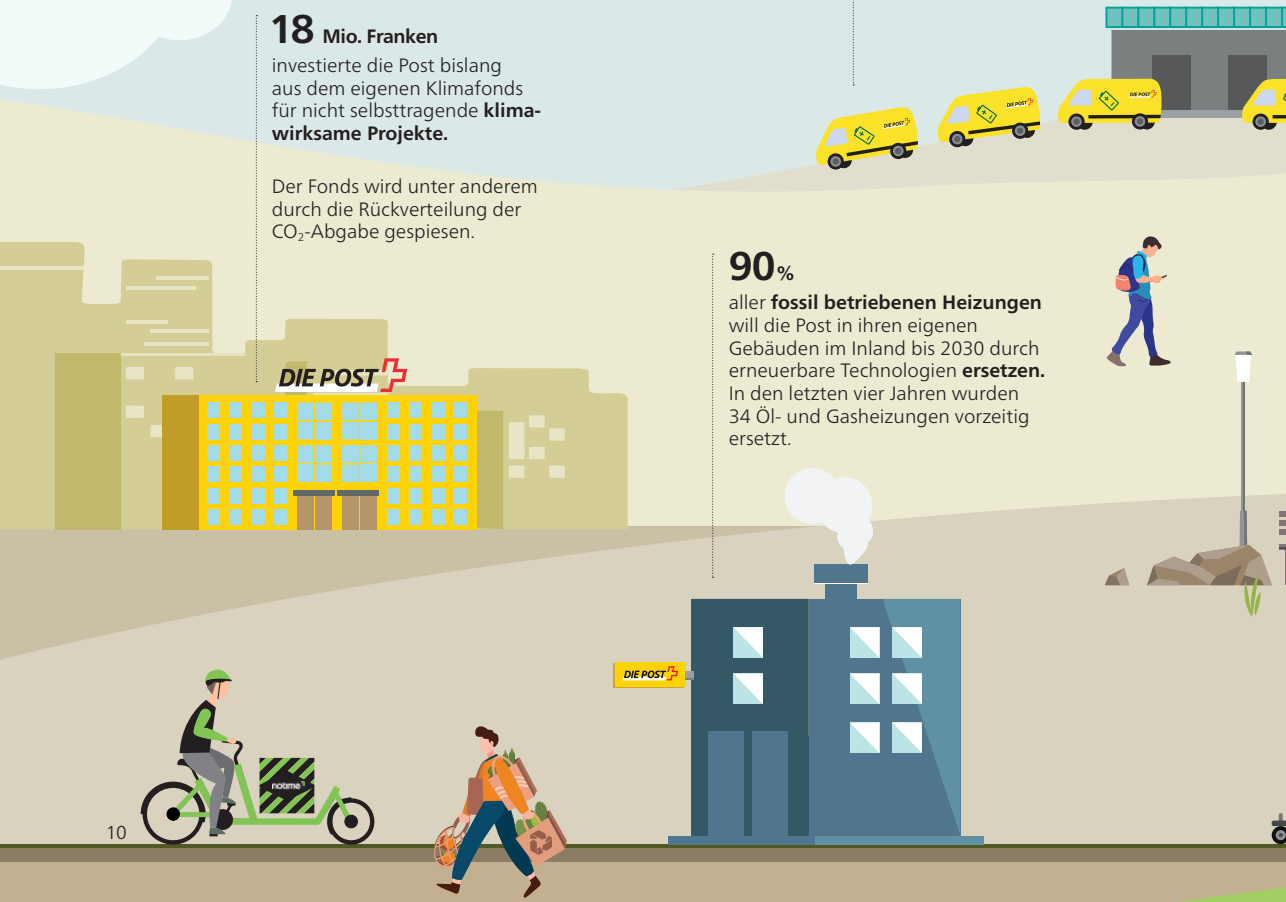 18 Mio. Franken
investierte die Post bislang
aus dem eigenen Klimafonds
für nicht selbsttragende klima-
wirksame Projekte.
Der Fonds wird unter anderem
durch die Rückverteilung der
CO₂-Abgabe gespiesen.
DIE POST
DIE POST
DIE POST
90%
aller fossil betriebenen Heizungen
will die Post in ihren eigenen
Gebäuden im Inland bis 2030 durch
erneuerbare Technologien ersetzen.
In den letzten vier Jahren wurden
34 Öl- und Gasheizungen vorzeitig
ersetzt.
DIE POST
DIE POST
notime
10